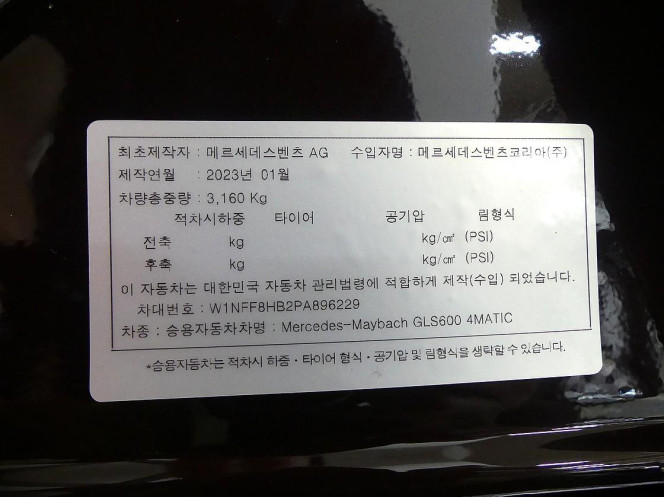 최초제작자 : 메르세데스벤츠 AG 수입자명 : 메르세데스벤츠코리아(주)
제작연월 : 2023년 01월
차량총중량 : 3,160 Kg
적차시하중 타이어 공기압 림형식
전축 kg kg/㎠ (PSI)
후축 kg kg/㎠ (PSI)
이 자동차는 대한민국 자동차 관리법령에 적합하게 제작(수입) 되었습니다.
차대번호 : W1NFF8HB2PA896229
차종 : 승용자동차차명 : Mercedes-Maybach GLS600 4MATIC
*승용자동차는 적차시 하중·타이어 형식·공기압 및 림형식을 생략할 수 있습니다.